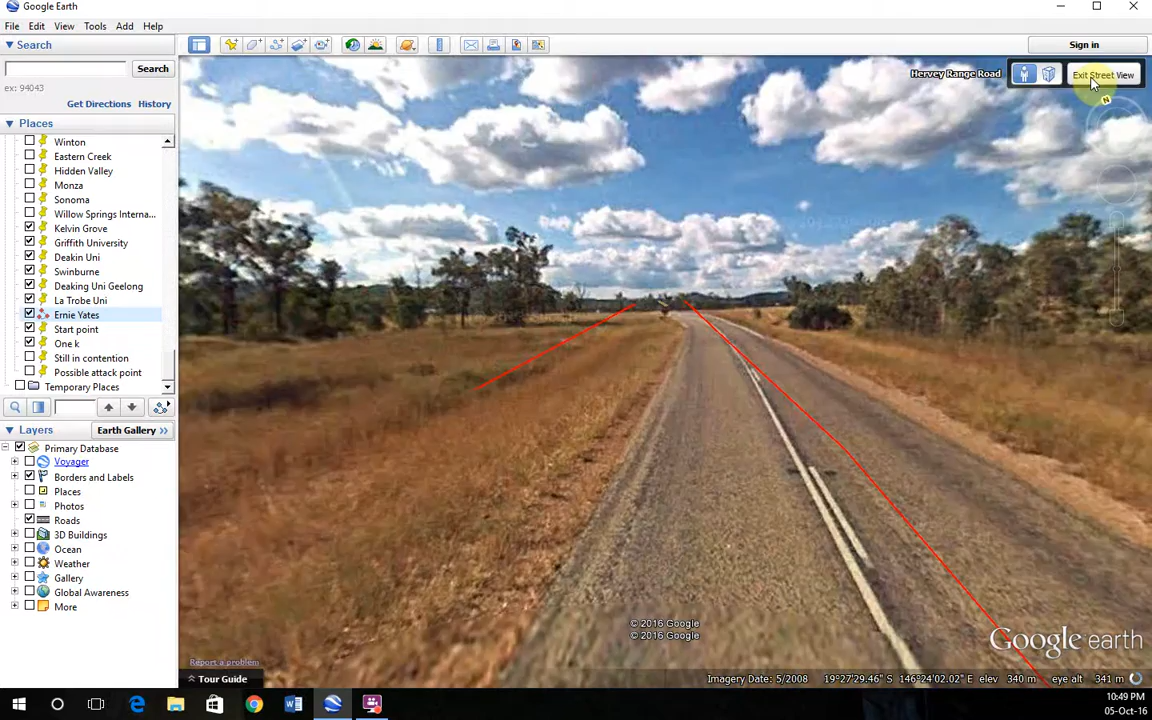 Google Earth
File Edit View Tools Add Help
Search
Sign in
Search
ex: 94043
Get Directions History
Hervey Range Road
Exit Street View
N
Places
Winton
Eastern Creek
Hidden Valley
Monza
Sonoma
Willow Springs Interna...
Kelvin Grove
Griffith University
Deakin Uni
Swinburne
Deaking Uni Geelong
La Trobe Uni
Ernie Yates
Start point
One k
Still in contention
Possible attack point
Temporary Places
Layers
Earth Gallery >>
Primary Database
Voyager
Borders and Labels
Places
Photos
Roads
3D Buildings
Ocean
Weather
Gallery
Global Awareness
More
© 2016 Google
© 2016 Google
Google earth
Report a problem
Tour Guide
Imagery Date: 5/2008 19°27'29.46" S 146°24'02.02" E elev 340 m eye alt 341 m
10:49 PM
05-Oct-16